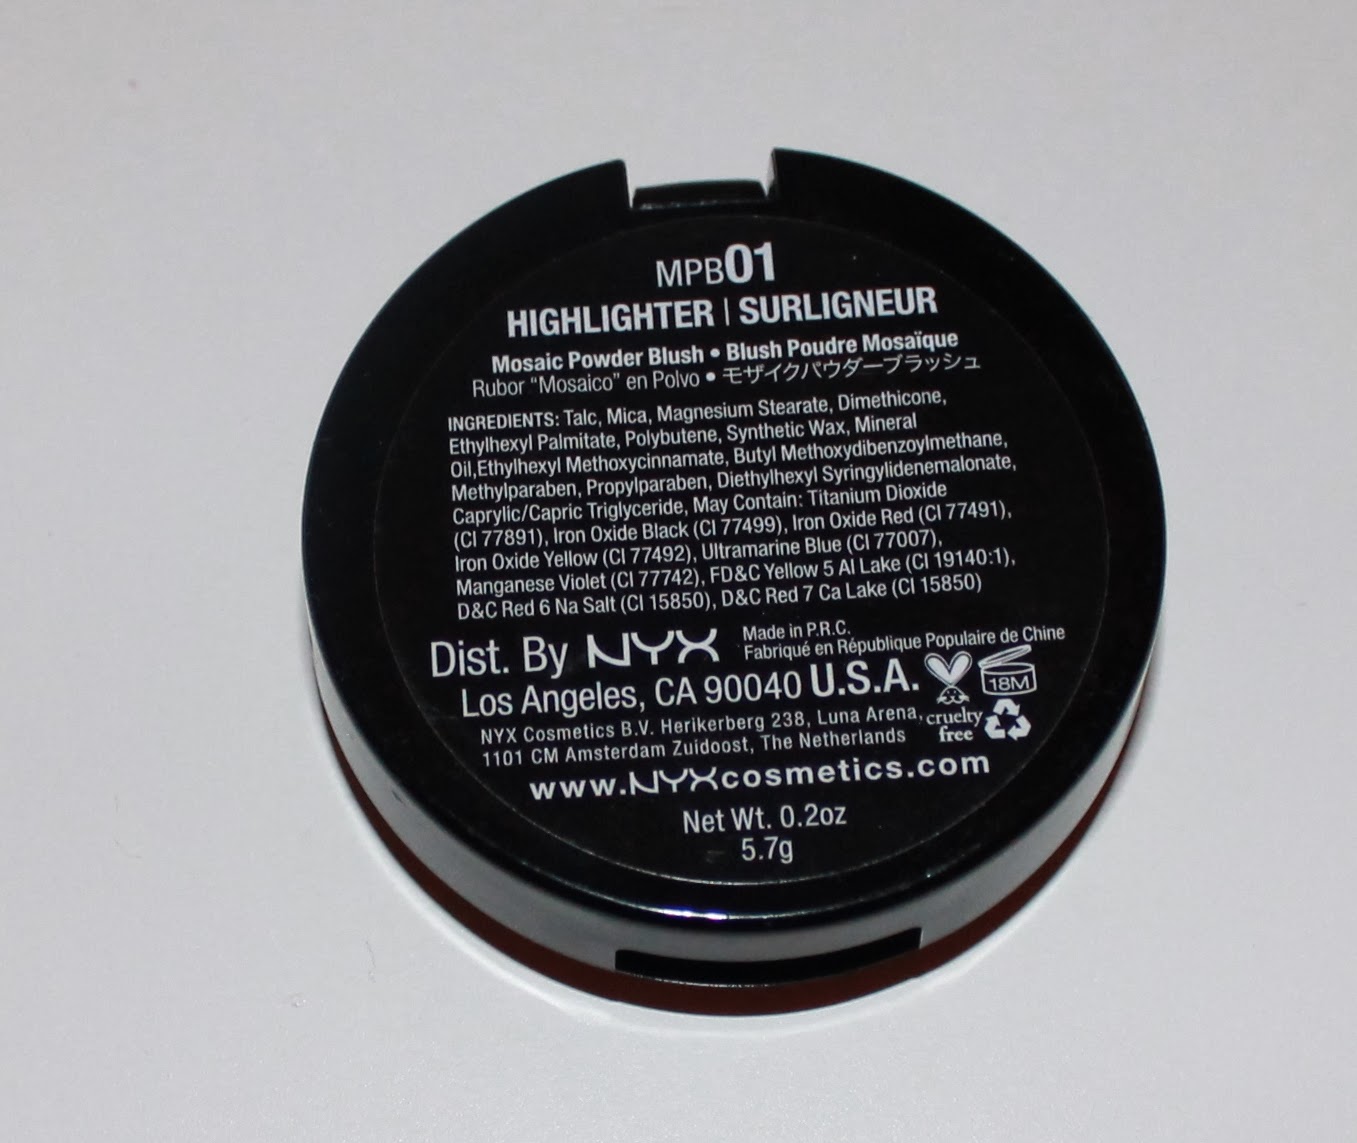 MPB01
HIGHLIGHTER | SURLIGNEUR
Mosaic Powder Blush • Blush Poudre Mosaïque
Rubor "Mosaico" en Polvo • モザイクパウダーブラッシュ
INGREDIENTS: Talc, Mica, Magnesium Stearate, Dimethicone,
Ethylhexyl Palmitate, Polybutene, Synthetic Wax, Mineral
Oil,Ethylhexyl Methoxycinnamate, Butyl Methoxydibenzoylmethane,
Methylparaben, Propylparaben, Diethylhexyl Syringylidenemalonate,
Caprylic/Capric Triglyceride, May Contain: Titanium Dioxide
(CI 77891), Iron Oxide Black (CI 77499), Iron Oxide Red (CI 77491),
Iron Oxide Yellow (CI 77492), Ultramarine Blue (CI 77007),
Manganese Violet (CI 77742), FD&C Yellow 5 Al Lake (CI 19140:1),
D&C Red 6 Na Salt (CI 15850), D&C Red 7 Ca Lake (CI 15850)
Dist. By NYX
Made in P.R.C.
Fabriqué en République Populaire de Chine
Los Angeles, CA 90040 U.S.A.
18M
NYX Cosmetics B.V. Herikerberg 238, Luna Arena,
1101 CM Amsterdam Zuidoost, The Netherlands
cruelty
free
www.NYXcosmetics.com
Net Wt. 0.2oz
5.7g